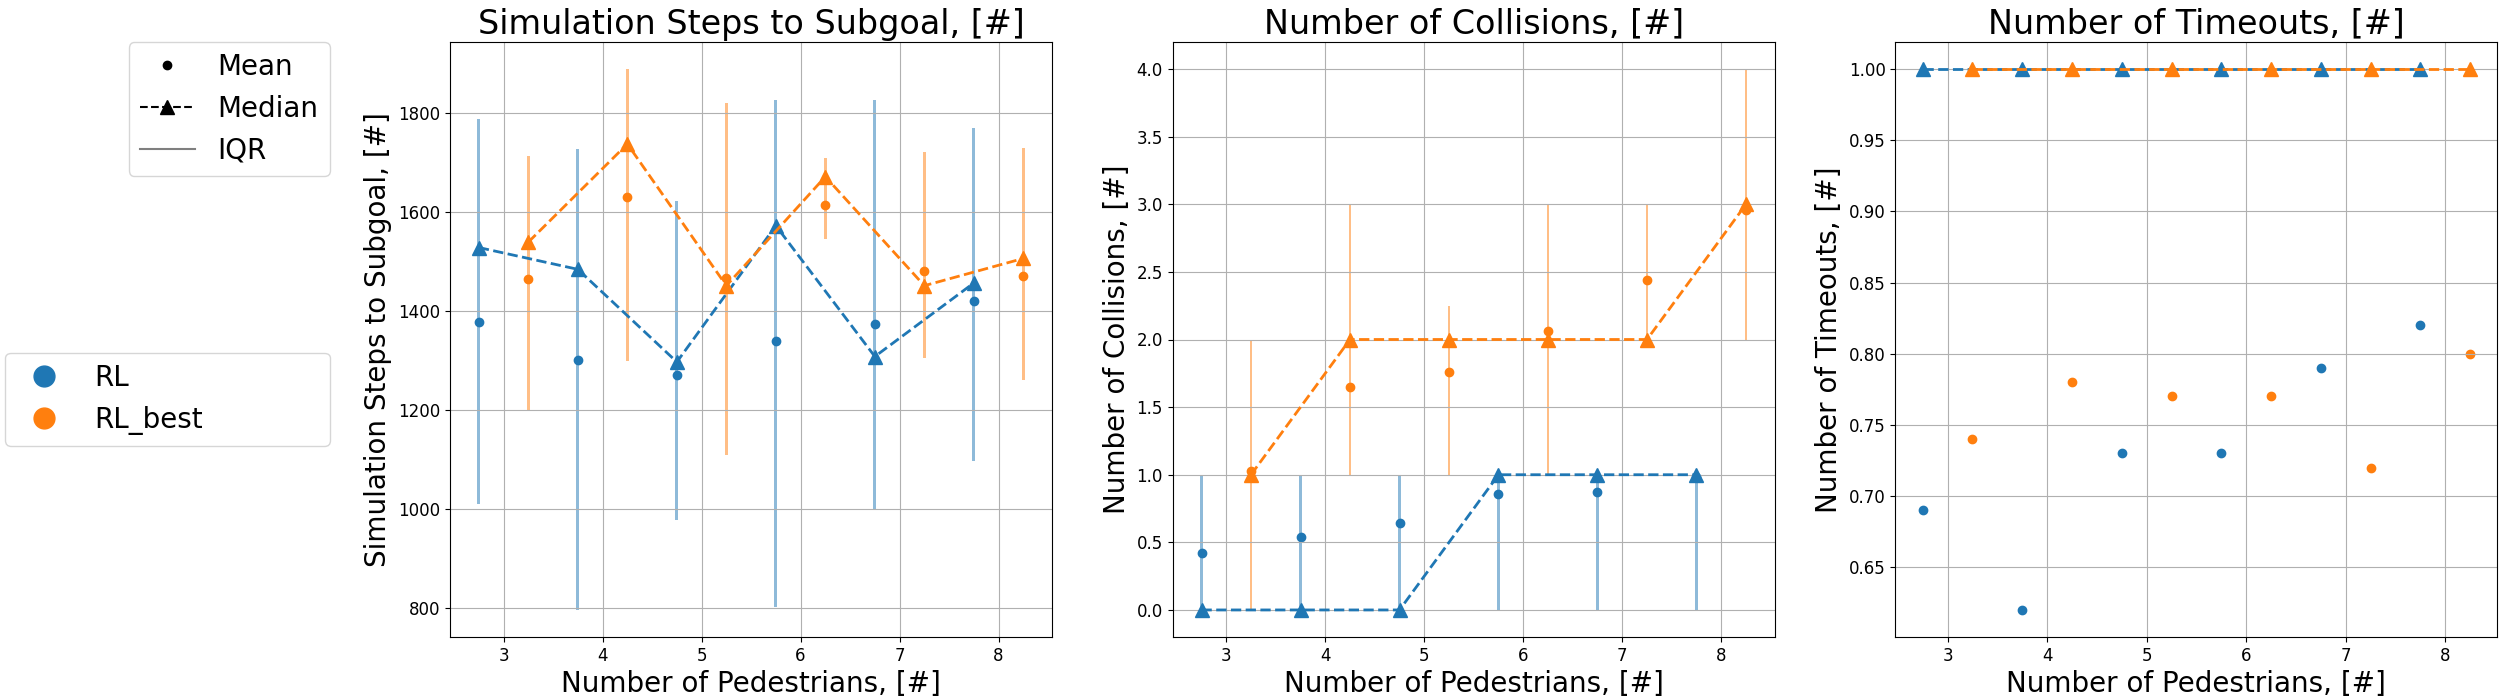 Mean
Median
IQR
RL
RL_best
Simulation Steps to Subgoal, [#]
Simulation Steps to Subgoal, [#]
1800
1600
1400
1200
1000
800
3 4 5 6 7 8
Number of Pedestrians, [#]
Number of Collisions, [#]
Number of Collisions, [#]
4.0
3.5
3.0
2.5
2.0
1.5
1.0
0.5
0.0
3 4 5 6 7 8
Number of Pedestrians, [#]
Number of Timeouts, [#]
Number of Timeouts, [#]
1.00
0.95
0.90
0.85
0.80
0.75
0.70
0.65
3 4 5 6 7 8
Number of Pedestrians, [#]